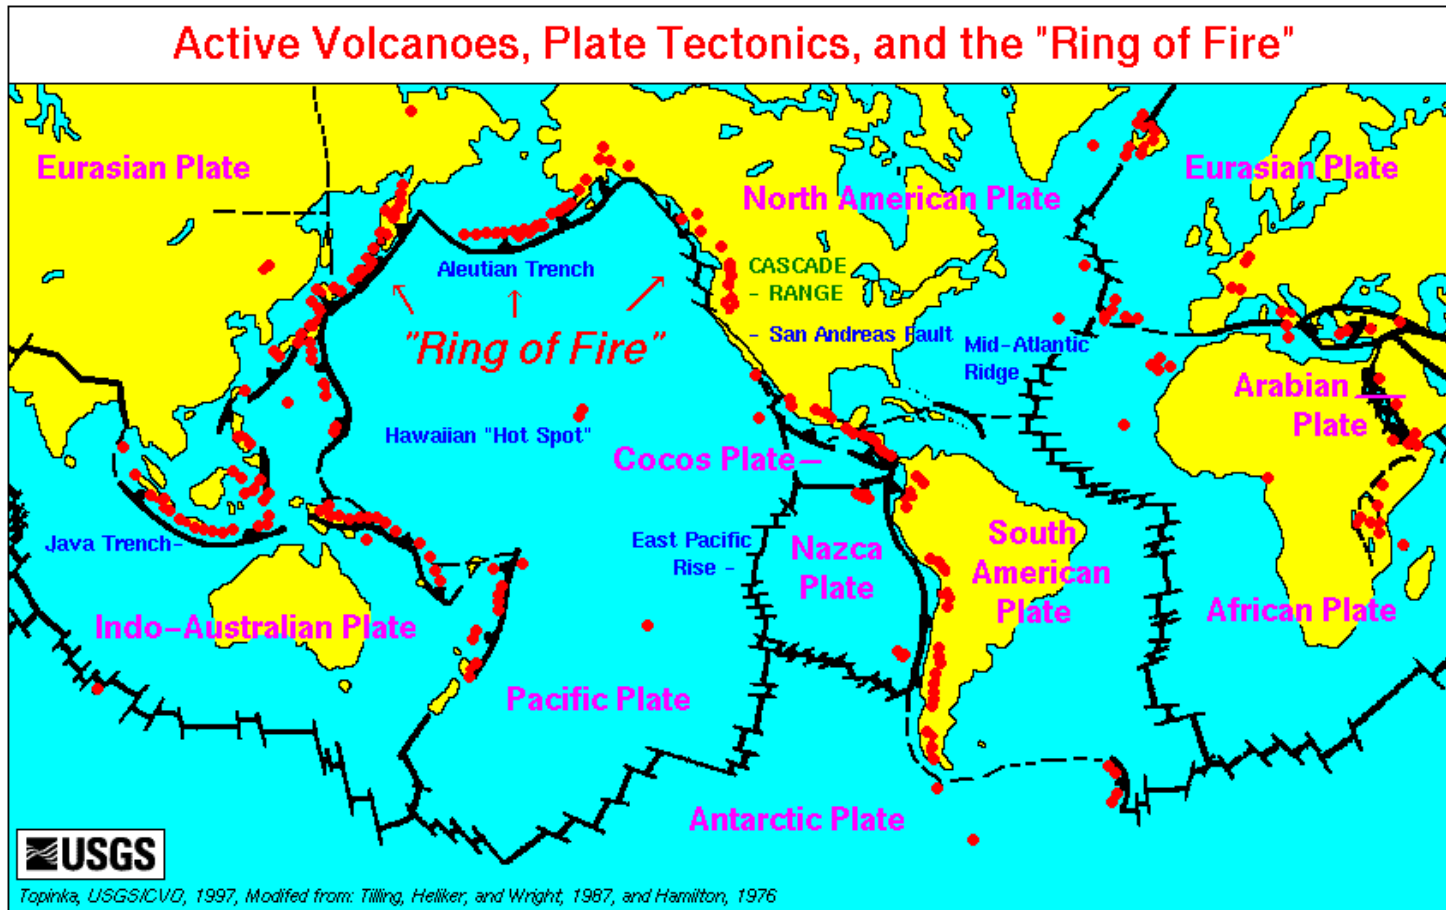 Active Volcanoes, Plate Tectonics, and the "Ring of Fire"
Eurasian Plate
Eurasian Plate
North American Plate
Aleutian Trench
CASCADE
- RANGE
"Ring of Fire"
- San Andreas Fault
Mid-Atlantic
Ridge
Arabian
Plate
Hawaiian "Hot Spot"
Cocos Plate
Java Trench-
East Pacific
Rise -
Nazca
Plate
South
American
Plate
Indo-Australian Plate
African Plate
Pacific Plate
Antarctic Plate
USGS
Topinka, USGS/CVO, 1997, Modifed from: Tilling, Heliker, and Wright, 1987, and Hamilton, 1976